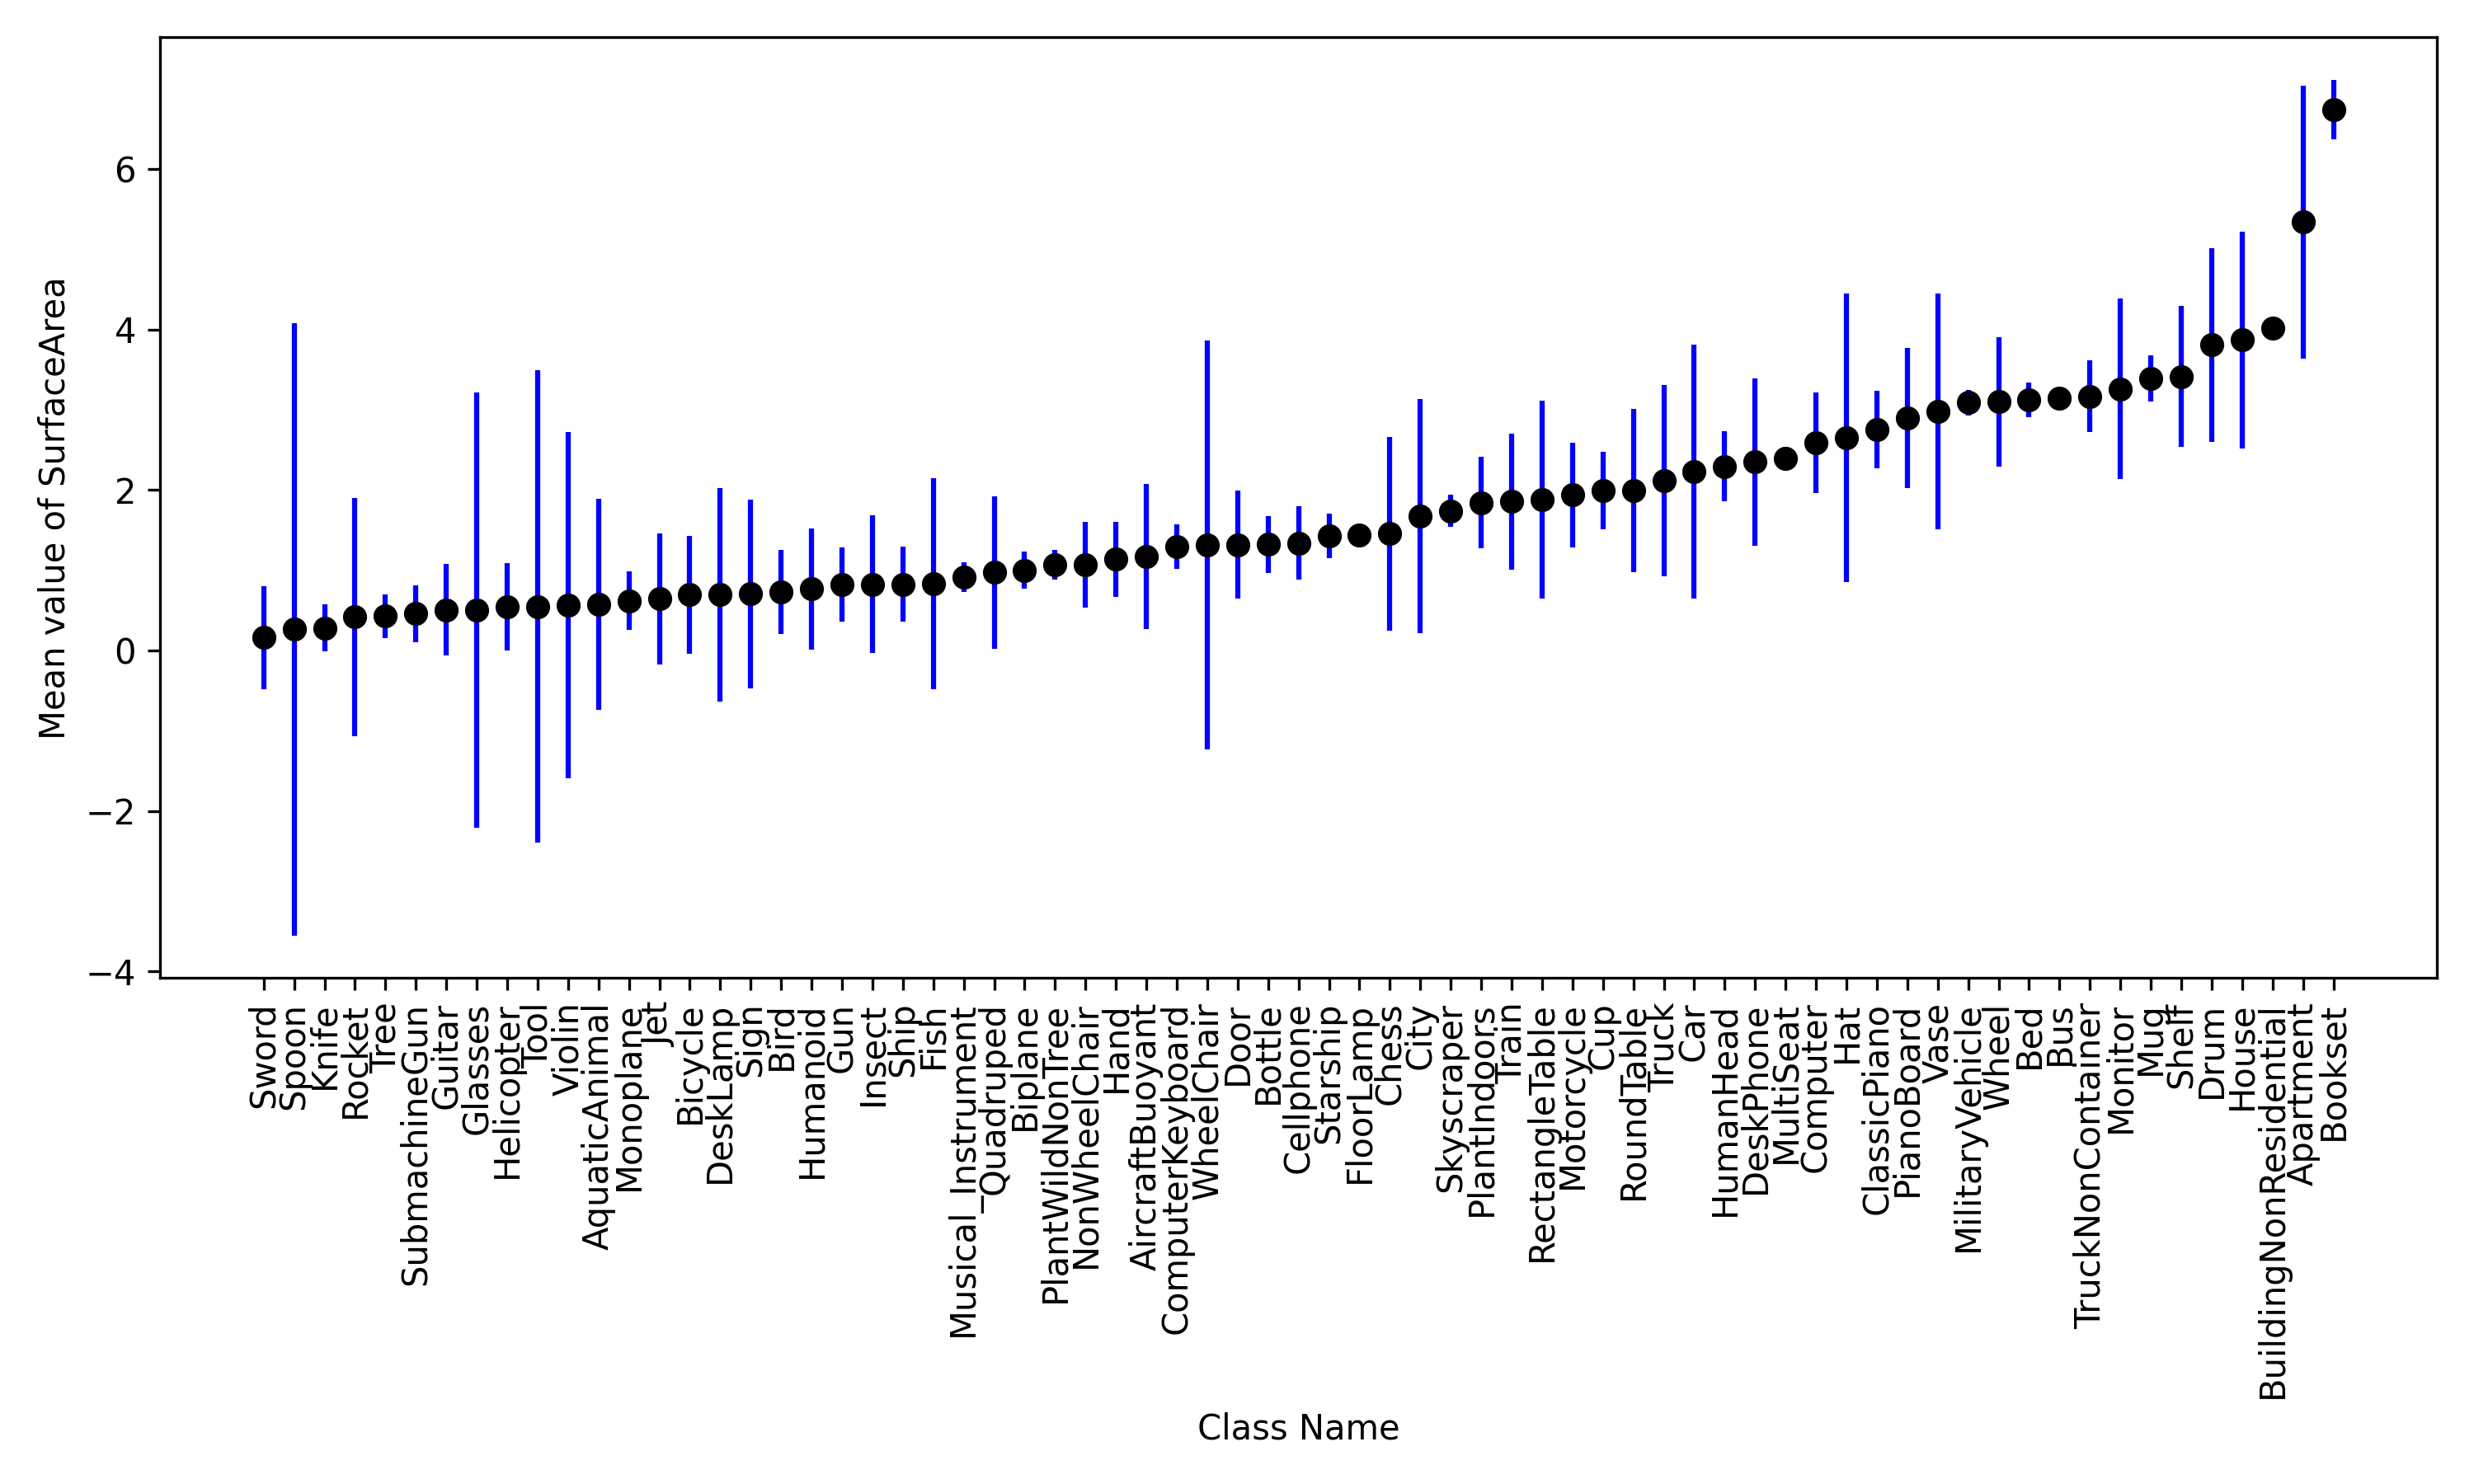 Mean value of SurfaceArea
6
4
2
0
−2
−4
Sword
Spoon
Knife
Rocket
Tree
SubmachineGun
Guitar
Glasses
Helicopter
Tool
Violin
AquaticAnimal
Monoplane
Jet
Bicycle
DeskLamp
Sign
Bird
Humanoid
Gun
Insect
Ship
Fish
Musical_Instrument
Quadruped
Biplane
PlantWildNonTree
NonWheelChair
Hand
AircraftBuoyant
ComputerKeyboard
WheelChair
Door
Bottle
Cellphone
Starship
FloorLamp
Chess
City
Skyscraper
PlantIndoors
Train
RectangleTable
Motorcycle
Cup
RoundTable
Truck
Car
HumanHead
DeskPhone
MultiSeat
Computer
Hat
ClassicPiano
PianoBoard
Vase
MilitaryVehicle
Wheel
Bed
Bus
TruckNonContainer
Monitor
Mug
Shelf
Drum
House
BuildingNonResidential
Apartment
Bookset
Class Name